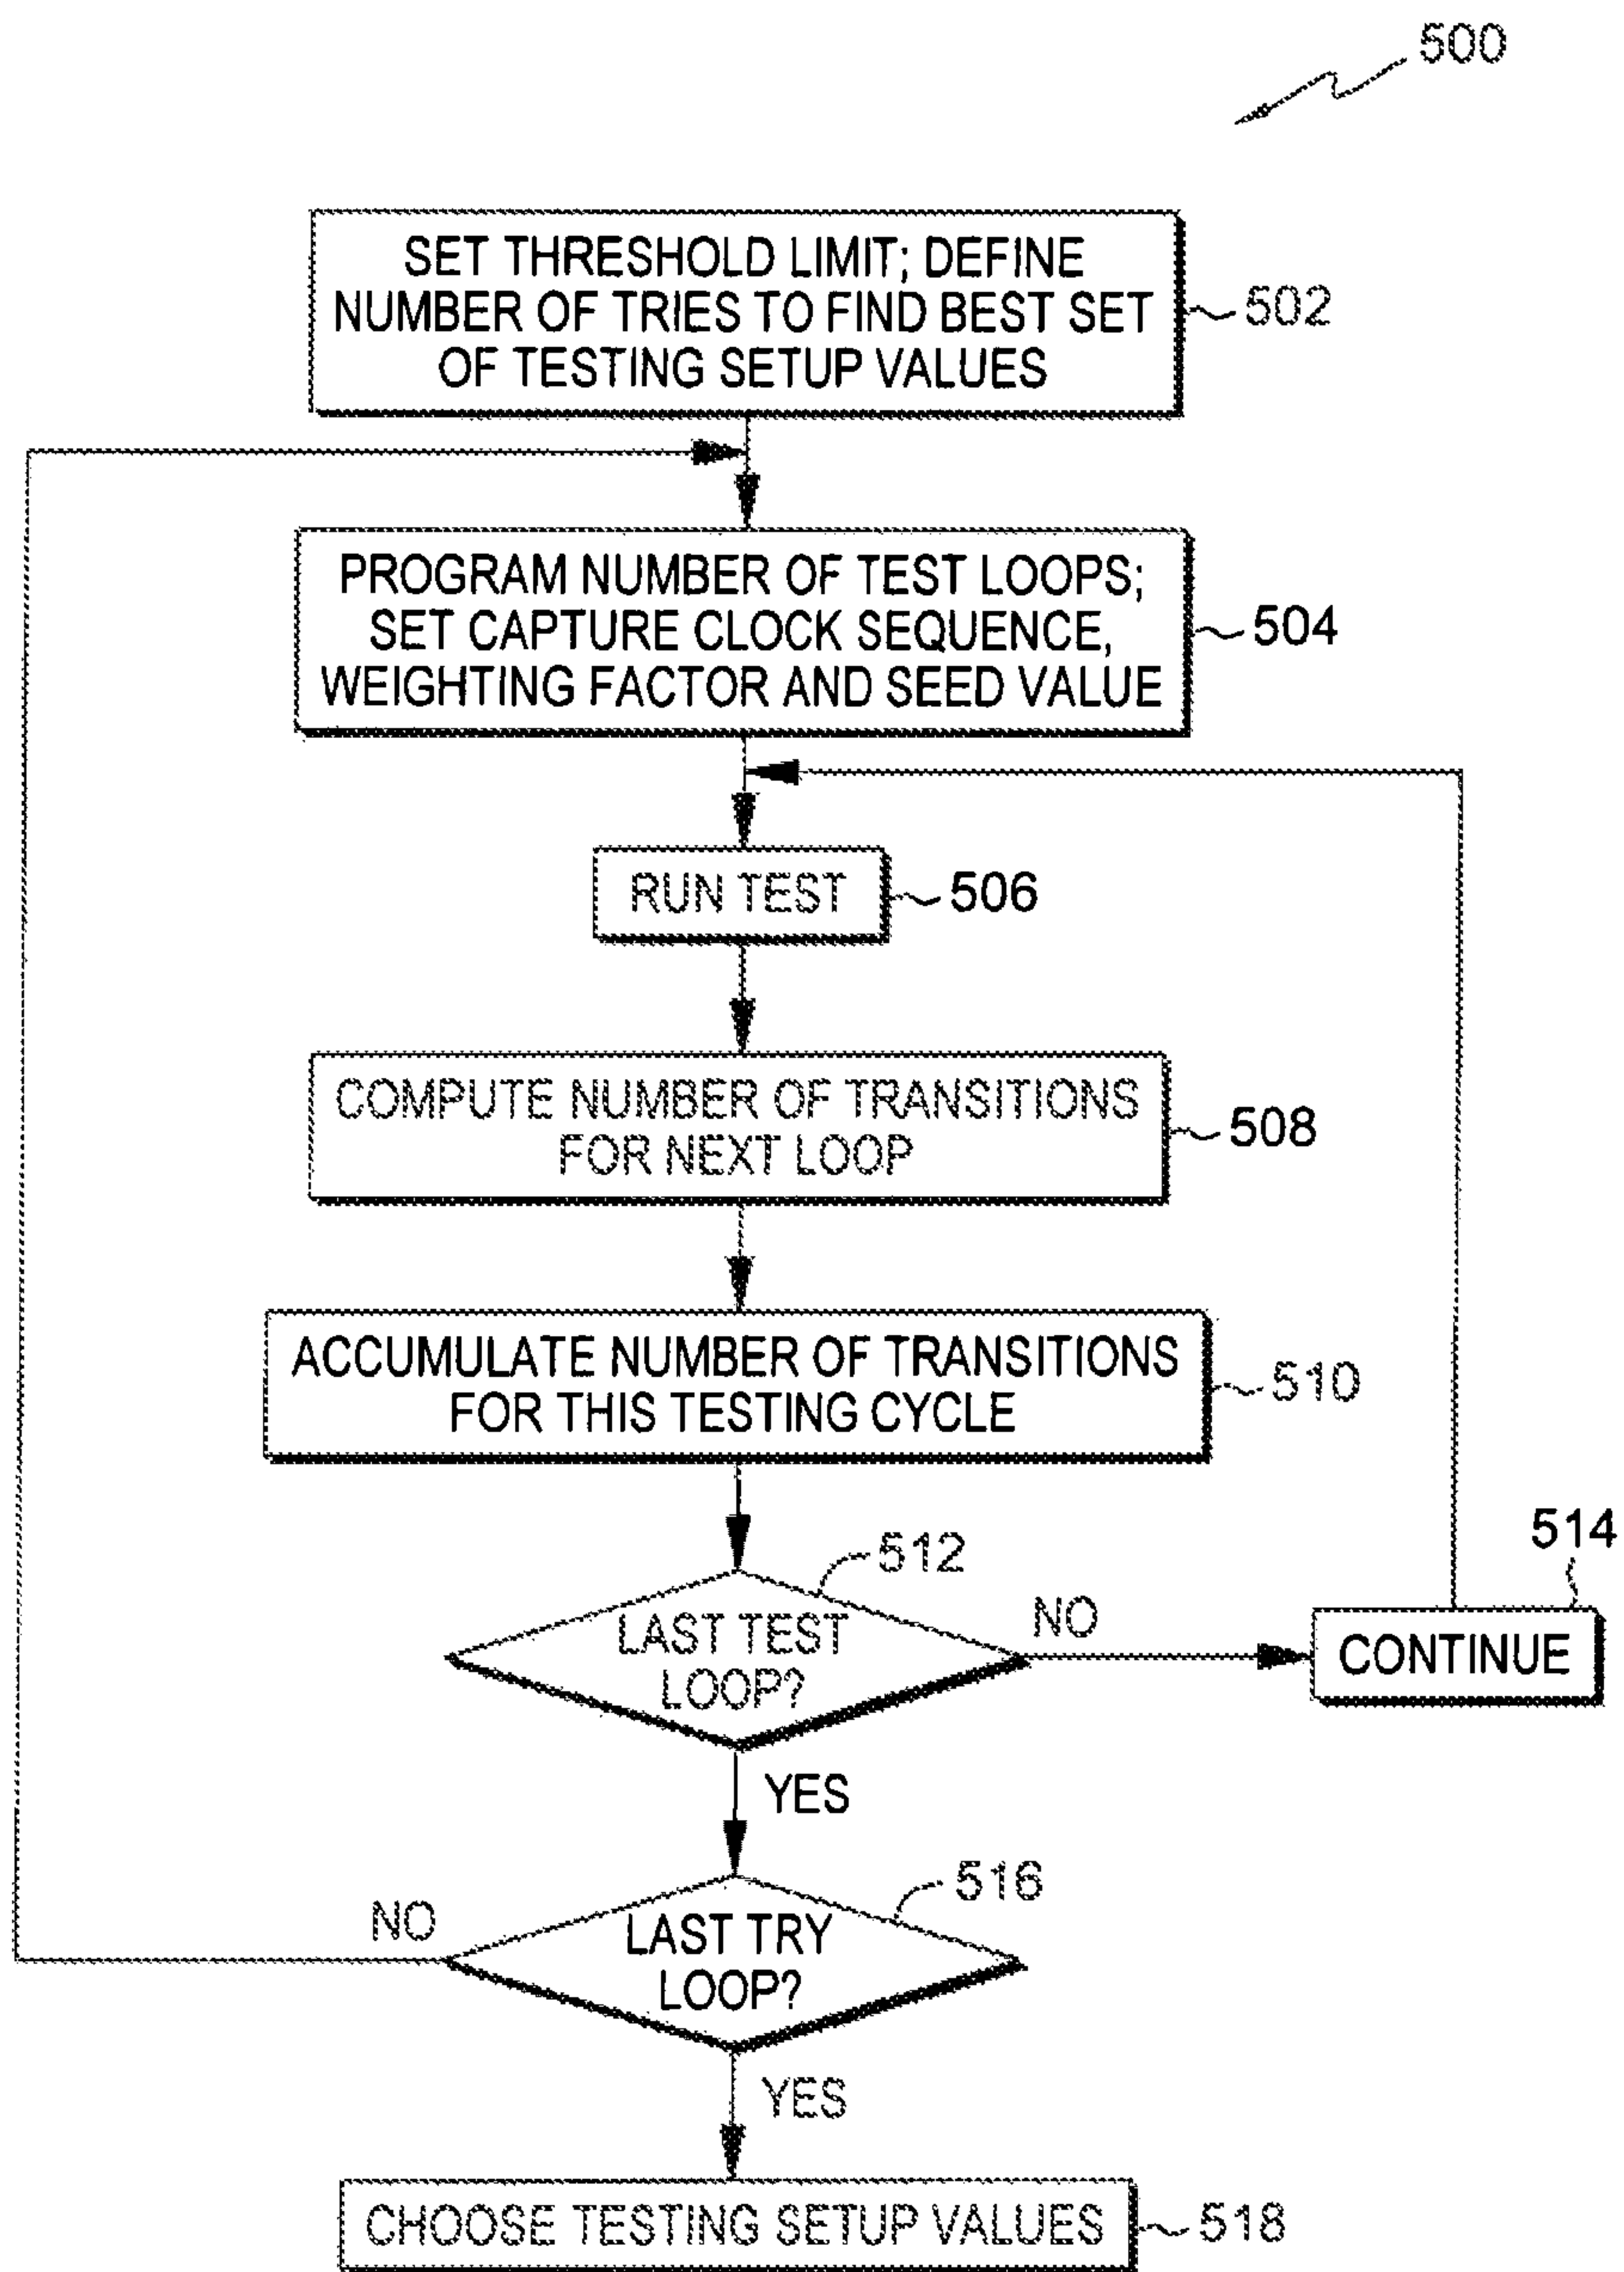 500
SET THRESHOLD LIMIT; DEFINE
NUMBER OF TRIES TO FIND BEST SET
OF TESTING SETUP VALUES
502
PROGRAM NUMBER OF TEST LOOPS;
SET CAPTURE CLOCK SEQUENCE,
WEIGHTING FACTOR AND SEED VALUE
504
RUN TEST
506
COMPUTE NUMBER OF TRANSITIONS
FOR NEXT LOOP
508
ACCUMULATE NUMBER OF TRANSITIONS
FOR THIS TESTING CYCLE
510
512
LAST TEST
LOOP?
NO
514
CONTINUE
YES
516
NO
LAST TRY
LOOP?
YES
CHOOSE TESTING SETUP VALUES
518